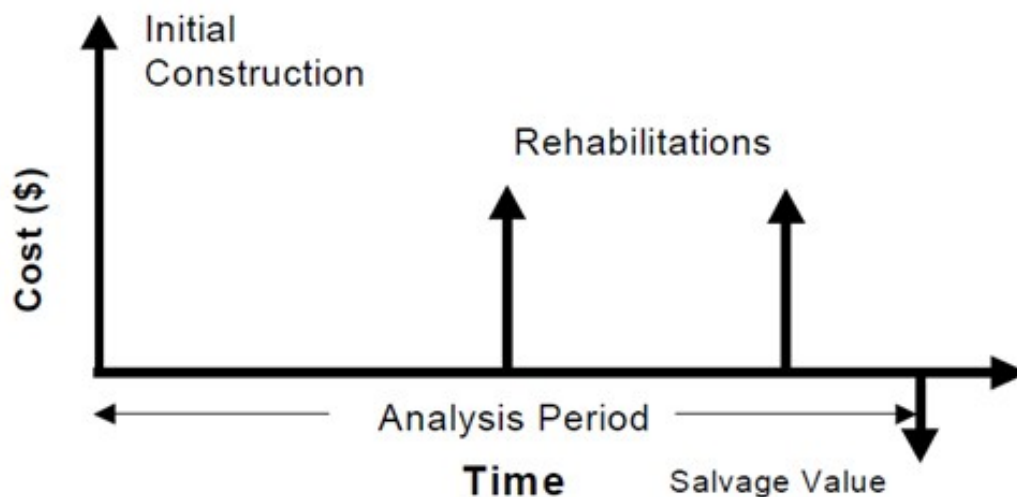 Initial
Construction
Rehabilitations
Cost ($)
Analysis Period
Time
Salvage Value